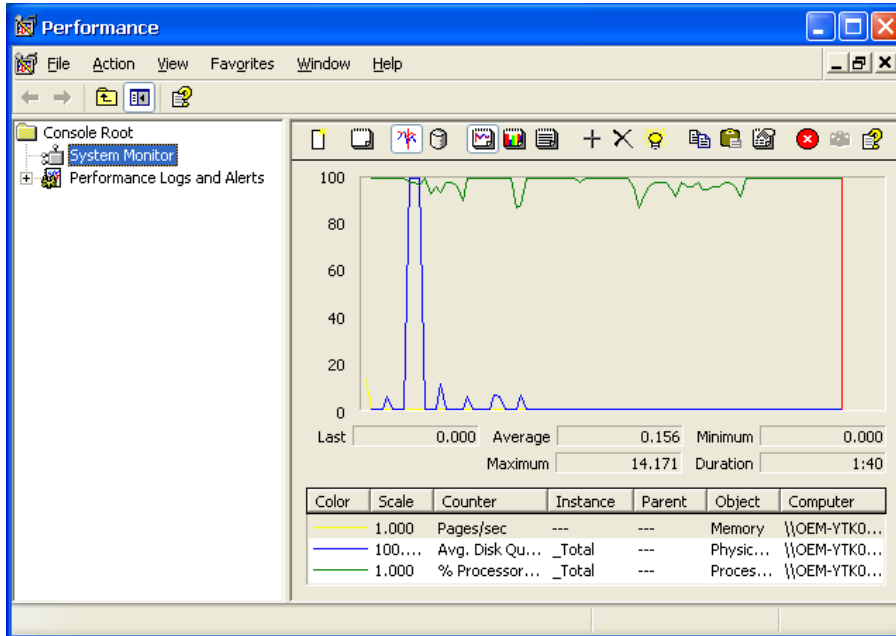 Performance
File Action View Favorites Window Help
Console Root
System Monitor
Performance Logs and Alerts
100
80
60
40
20
0
Last 0.000 Average 0.156 Minimum 0.000
Maximum 14.171 Duration 1:40
Color Scale Counter Instance Parent Object Computer
1.000 Pages/sec --- --- Memory \\OEM-YTK0...
100.... Avg. Disk Qu... _Total --- Physic... \\OEM-YTK0...
1.000 % Processor... _Total --- Proces... \\OEM-YTK0...